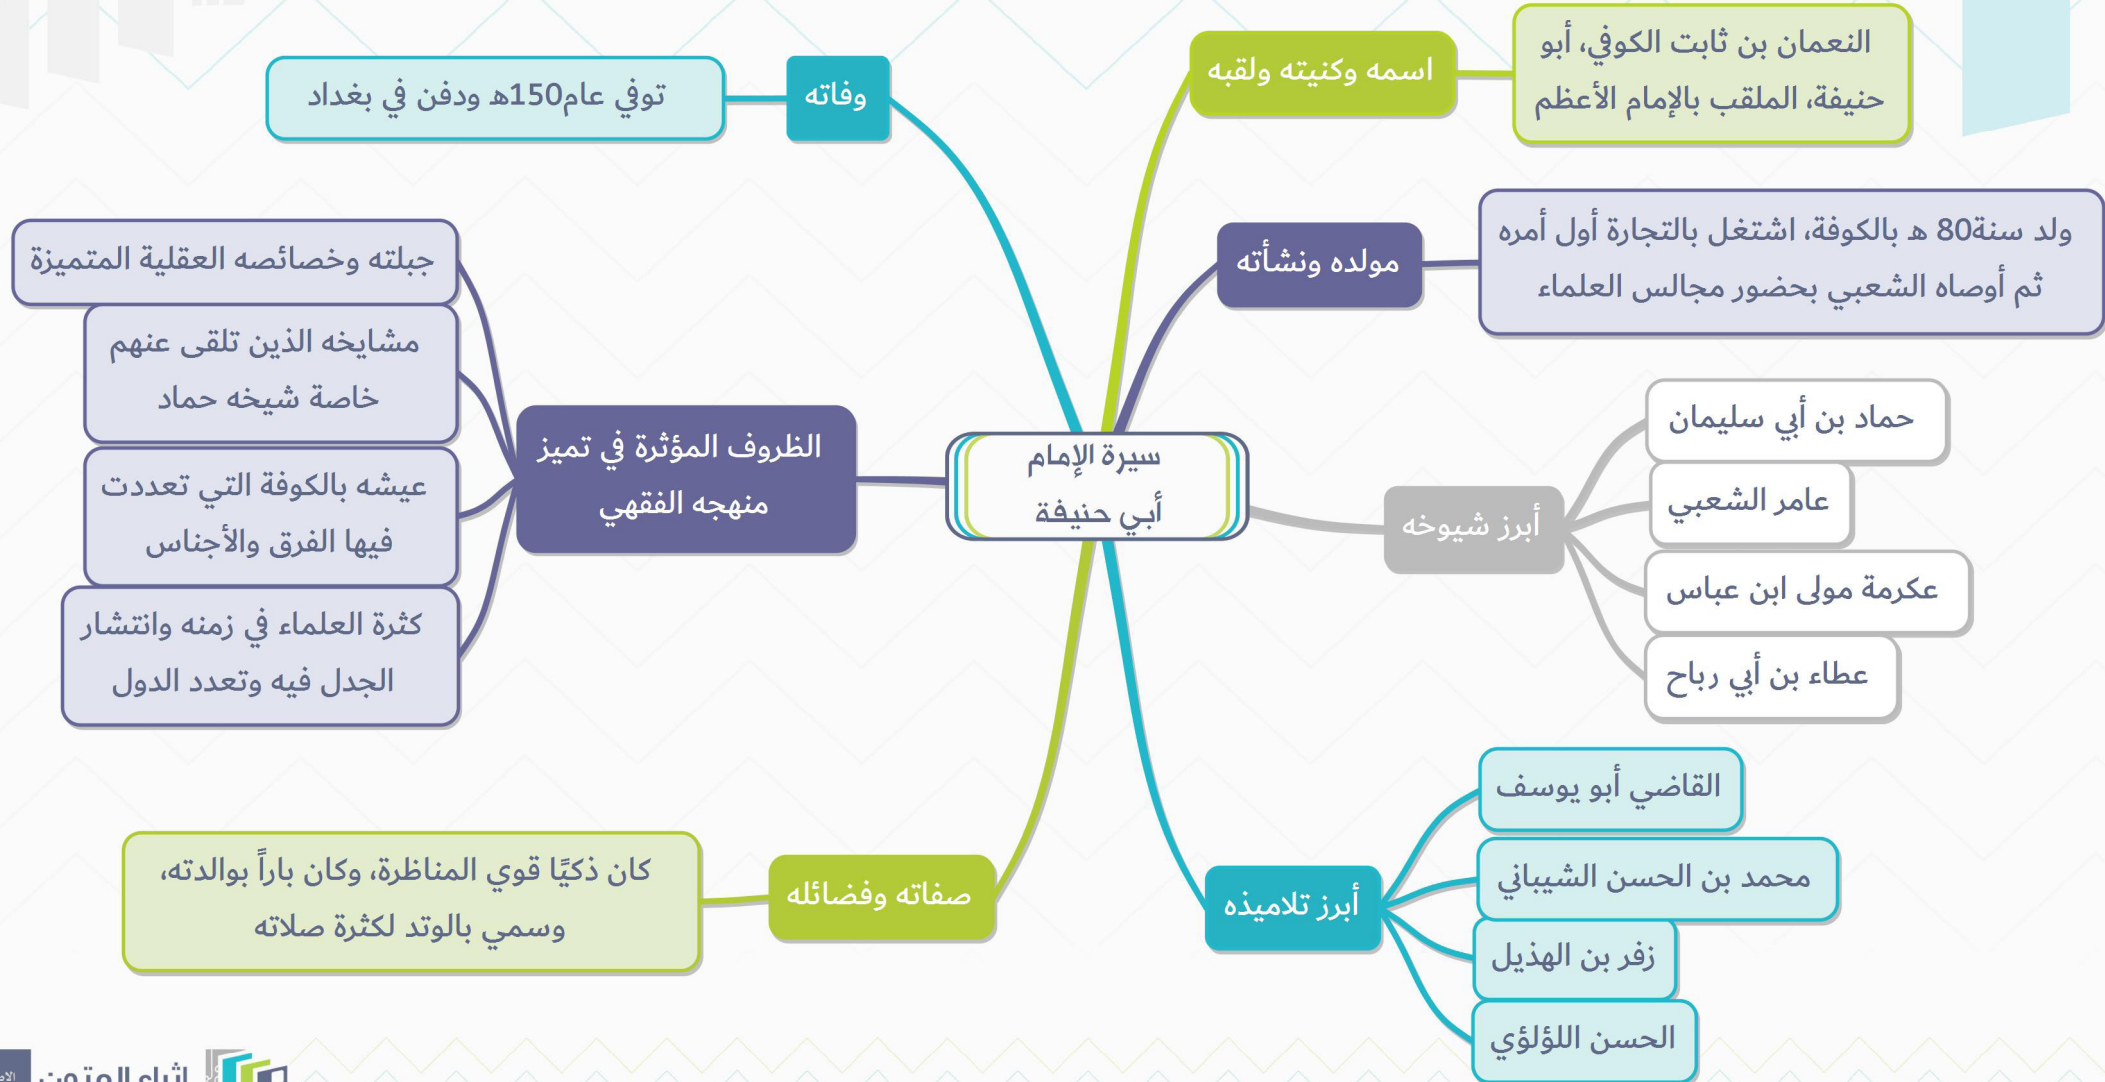 سيرة الإمام
أبي حنيفة
اسمه وكنيته ولقبه
النعمان بن ثابت الكوفي، أبو
حنيفة، الملقب بالإمام الأعظم
مولده ونشأته
ولد سنة80 ه بالكوفة، اشتغل بالتجارة أول أمره
ثم أوصاه الشعبي بحضور مجالس العلماء
أبرز شيوخه
حماد بن أبي سليمان
عامر الشعبي
عكرمة مولى ابن عباس
عطاء بن أبي رباح
أبرز تلاميذه
القاضي أبو يوسف
محمد بن الحسن الشيباني
زفر بن الهذيل
الحسن اللؤلؤي
وفاته
توفي عام150ه ودفن في بغداد
الظروف المؤثرة في تميز
منهجه الفقهي
جبلته وخصائصه العقلية المتميزة
مشايخه الذين تلقى عنهم
خاصة شيخه حماد
عيشه بالكوفة التي تعددت
فيها الفرق والأجناس
كثرة العلماء في زمنه وانتشار
الجدل فيه وتعدد الدول
صفاته وفضائله
كان ذكيًا قوي المناظرة، وكان باراً بوالدته،
وسمي بالوتد لكثرة صلاته
إثراء المتون